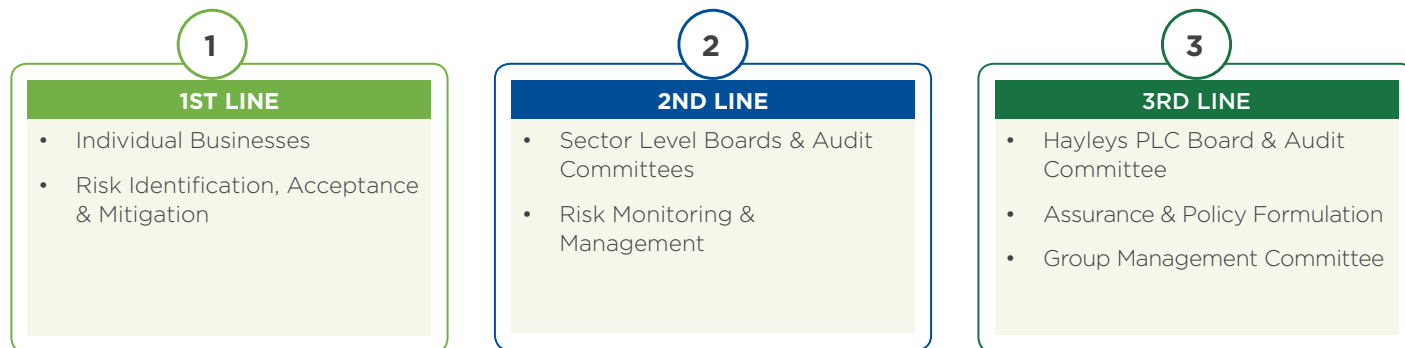 1
1ST LINE
• Individual Businesses
• Risk Identification, Acceptance
& Mitigation
2
2ND LINE
• Sector Level Boards & Audit
Committees
• Risk Monitoring &
Management
3
3RD LINE
• Hayleys PLC Board & Audit
Committee
• Assurance & Policy Formulation
• Group Management Committee